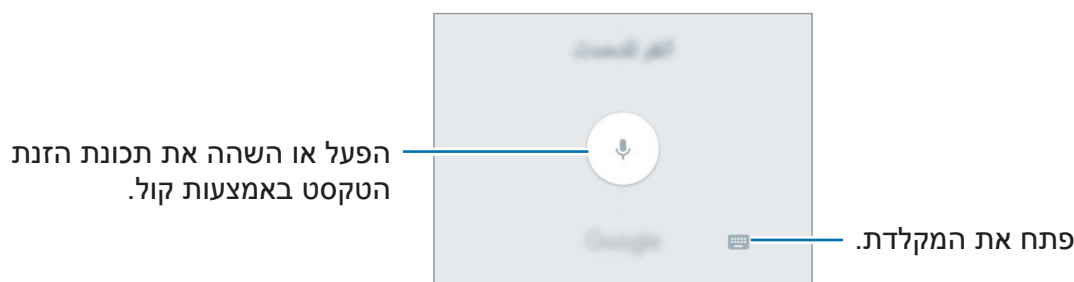 הפעל או השהה את תכונת הזנת
הטקסט באמצעות קול.
פתח את המקלדת.